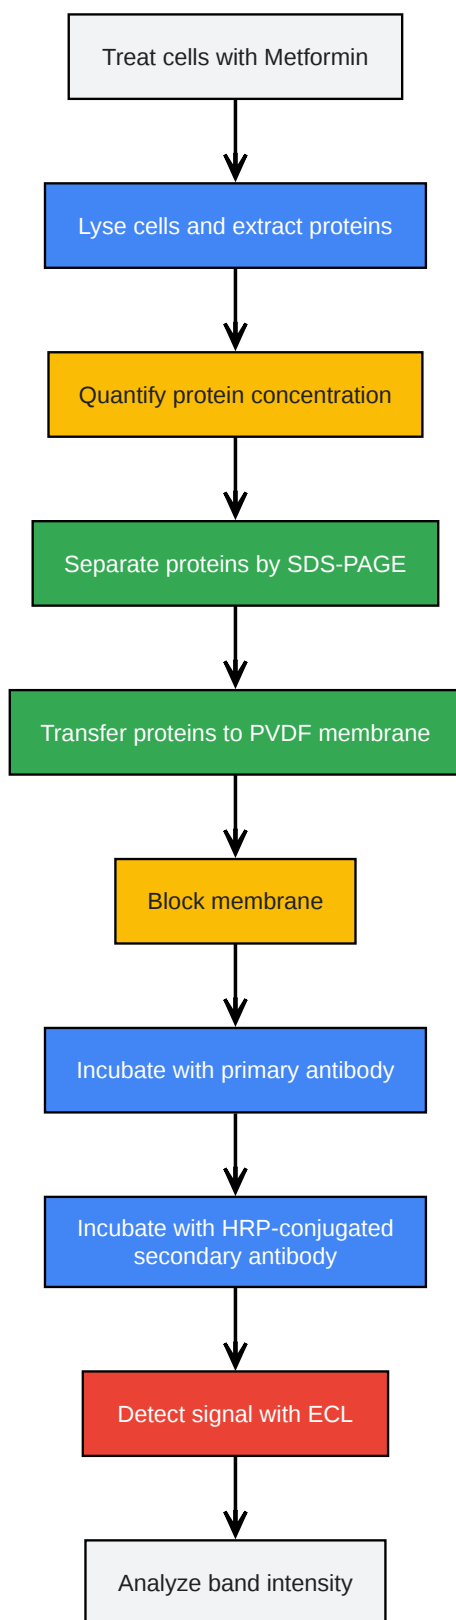 Treat cells with Metformin
Lyse cells and extract proteins
Quantify protein concentration
Separate proteins by SDS-PAGE
Transfer proteins to PVDF membrane
Block membrane
Incubate with primary antibody
Incubate with HRP-conjugated
secondary antibody
Detect signal with ECL
Analyze band intensity